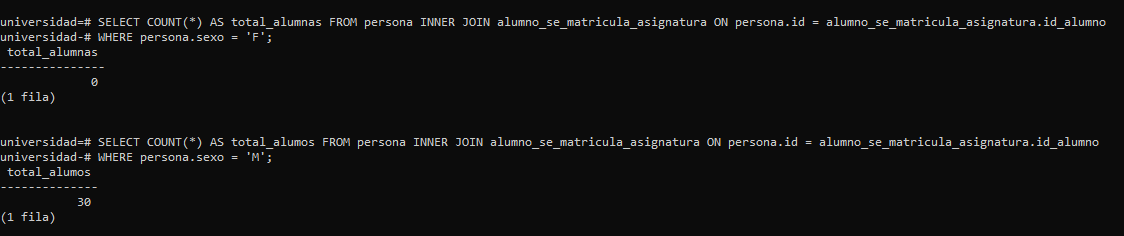 universidad=# SELECT COUNT(*) AS total_alumnas FROM persona INNER JOIN alumno_se_matricula_asignatura ON persona.id = alumno_se_matricula_asignatura.id_alumno
universidad-# WHERE persona.sexo = 'F';
 total_alumnas
---------------
             0
(1 fila)

universidad=# SELECT COUNT(*) AS total_alumos FROM persona INNER JOIN alumno_se_matricula_asignatura ON persona.id = alumno_se_matricula_asignatura.id_alumno
universidad-# WHERE persona.sexo = 'M';
 total_alumos
--------------
           30
(1 fila)